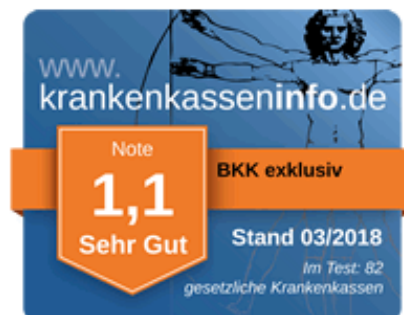 www.
krankenkasseninfo.de
Note
1,1
Sehr Gut
BKK exklusiv
Stand 03/2018
Im Test: 82
gesetzliche Krankenkassen